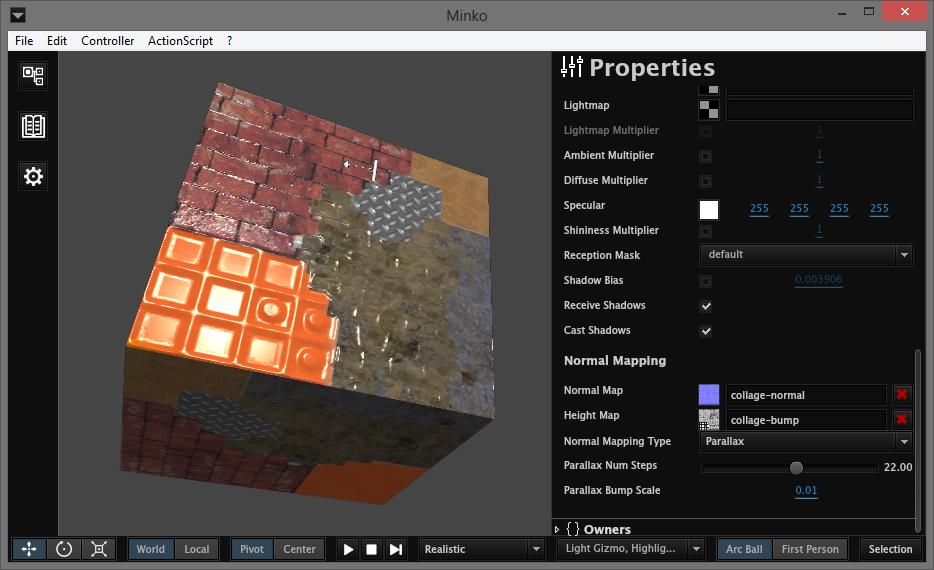 Minko
File Edit Controller ActionScript ?
Properties
Lightmap
Lightmap Multiplier 1
Ambient Multiplier 1
Diffuse Multiplier 1
Specular 255 255 255 255
Shininess Multiplier 1
Reception Mask default
Shadow Bias 0.003906
Receive Shadows
Cast Shadows
Normal Mapping
Normal Map collage-normal
Height Map collage-bump
Normal Mapping Type Parallax
Parallax Num Steps 22.00
Parallax Bump Scale 0.01
{} Owners
World Local Pivot Center Realistic Light Gizmo, Highlig... Arc Ball First Person Selection